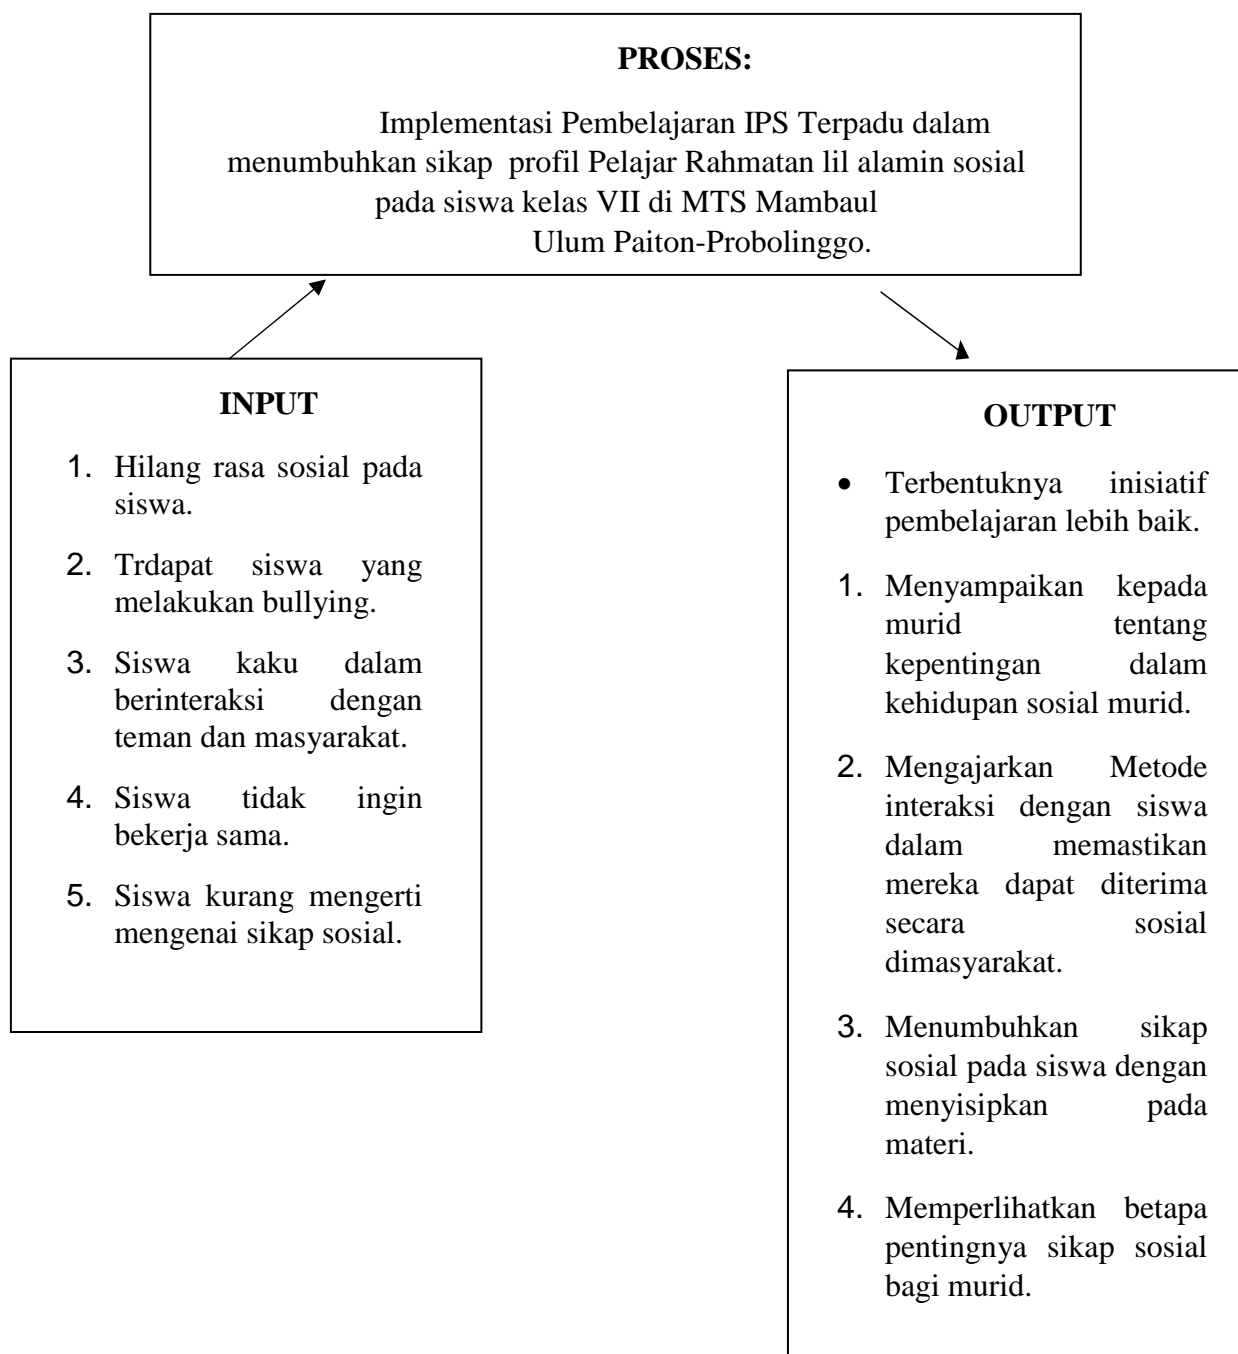 PROSES:
Implementasi Pembelajaran IPS Terpadu dalam
menumbuhkan sikap profil Pelajar Rahmatan lil alamin sosial
pada siswa kelas VII di MTS Mambaul
Ulum Paiton-Probolinggo.
INPUT
1. Hilang rasa sosial pada
siswa.
2. Trdapat siswa yang
melakukan bullying.
3. Siswa kaku dalam
berinteraksi dengan
teman dan masyarakat.
4. Siswa tidak ingin
bekerja sama.
5. Siswa kurang mengerti
mengenai sikap sosial.
OUTPUT
• Terbentuknya inisiatif
pembelajaran lebih baik.
1. Menyampaikan kepada
murid tentang
kepentingan dalam
kehidupan sosial murid.
2. Mengajarkan Metode
interaksi dengan siswa
dalam memastikan
mereka dapat diterima
secara sosial
dimasyarakat.
3. Menumbuhkan sikap
sosial pada siswa dengan
menyisipkan pada
materi.
4. Memperlihatkan betapa
pentingnya sikap sosial
bagi murid.